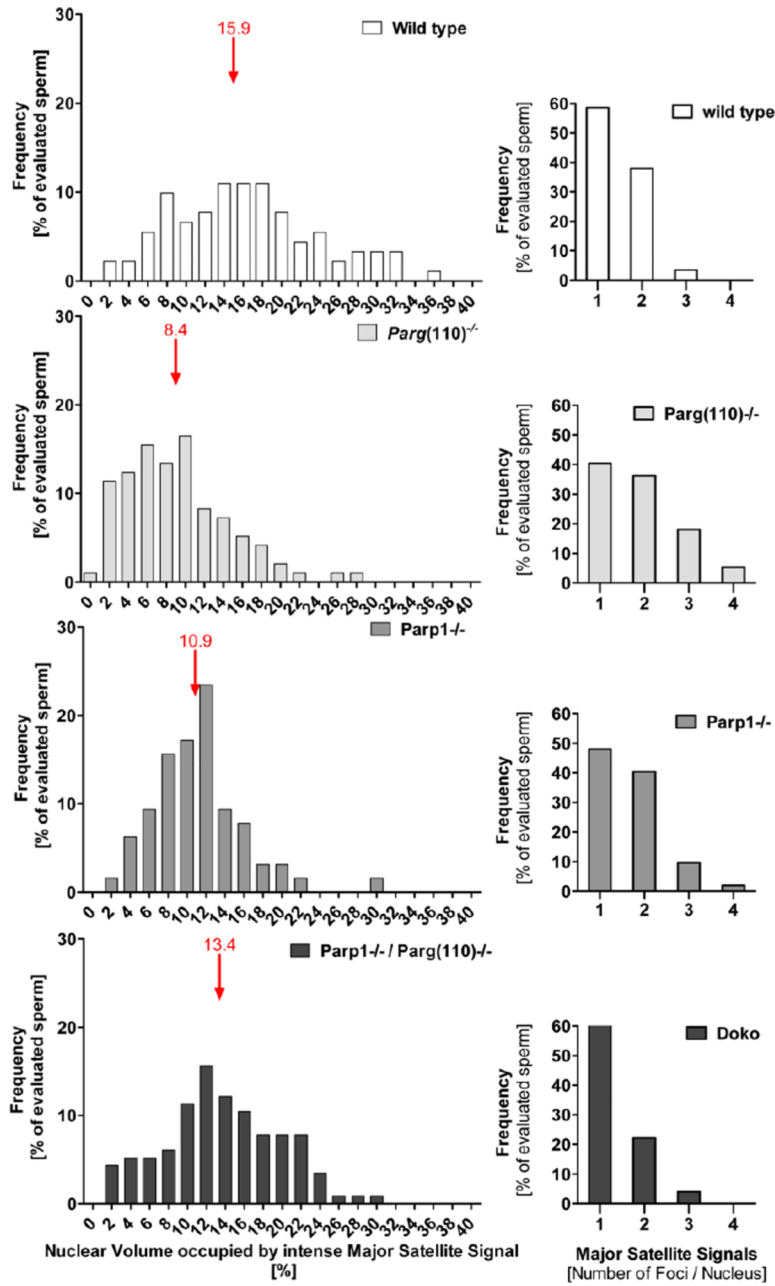 30
20
10
0
Frequency
[% of evaluated sperm]
15.9
Wild type
0 2 4 6 8 10 12 14 16 18 20 22 24 26 28 30 32 34 36 38 40
60
50
40
30
20
10
0
Frequency
[% of evaluated sperm]
wild type
1 2 3 4
30
20
10
0
Frequency
[% of evaluated sperm]
8.4
Parg(110)-/-
0 2 4 6 8 10 12 14 16 18 20 22 24 26 28 30 32 34 36 38 40
60
50
40
30
20
10
0
Frequency
[% of evaluated sperm]
Parg(110)-/-
1 2 3 4
30
20
10
0
Frequency
[% of evaluated sperm]
10.9
Parp1-/-
0 2 4 6 8 10 12 14 16 18 20 22 24 26 28 30 32 34 36 38 40
60
50
40
30
20
10
0
Frequency
[% of evaluated sperm]
Parp1-/-
1 2 3 4
30
20
10
0
Frequency
[% of evaluated sperm]
13.4
Parp1-/- / Parg(110)-/-
0 2 4 6 8 10 12 14 16 18 20 22 24 26 28 30 32 34 36 38 40
Nuclear Volume occupied by intense Major Satellite Signal
[%]
60
50
40
30
20
10
0
Frequency
[% of evaluated sperm]
Doko
1 2 3 4
Major Satellite Signals
[Number of Foci / Nucleus]